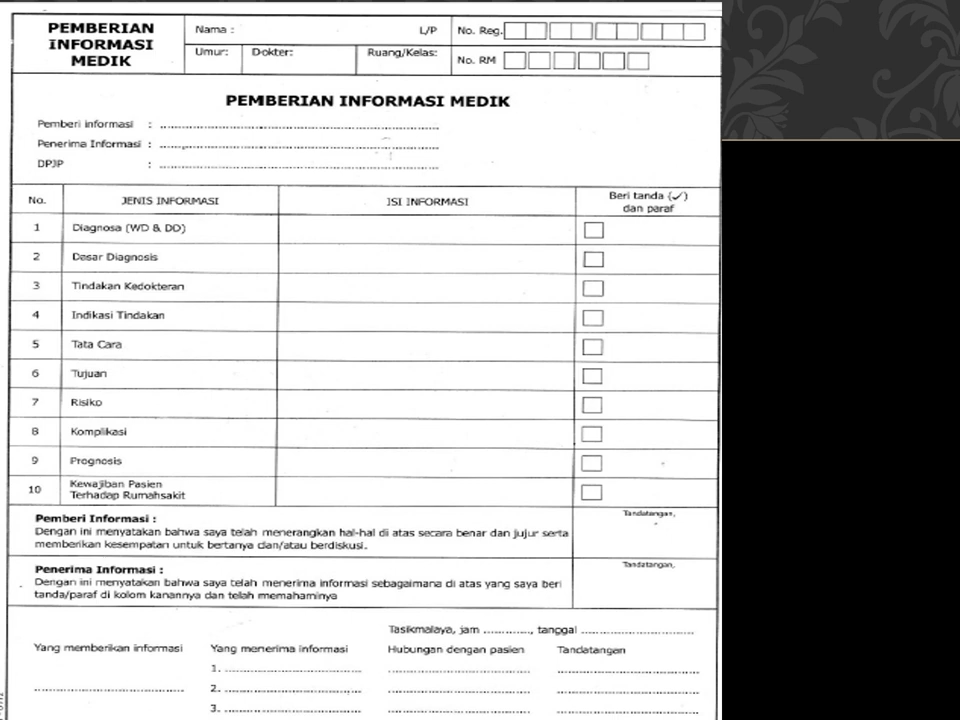 PEMBERIAN
INFORMASI
MEDIK
Nama :
L/P
No. Reg.
Umur:
Dokter:
Ruang/Kelas:
No. RM
PEMBERIAN INFORMASI MEDIK
Pemberi informasi : ....................................
Penerima Informasi : ....................................
DPJP : ....................................
No. JENIS INFORMASI ISI INFORMASI Beri tanda (✓)
dan paraf
1 Diagnosa (WD & DD)
2 Dasar Diagnosis
3 Tindakan Kedokteran
4 Indikasi Tindakan
5 Tata Cara
6 Tujuan
7 Risiko
8 Komplikasi
9 Prognosis
10 Kewajiban Pasien
Terhadap Rumahsakit
Pemberi Informasi :
Dengan ini menyatakan bahwa saya telah menerangkan hal-hal di atas secara benar dan jujur serta
memberikan kesempatan untuk bertanya dan/atau berdiskusi.
Tandatangan,
Penerima Informasi :
Dengan ini menyatakan bahwa saya telah menerima informasi sebagaimana di atas yang saya beri
tanda/paraf di kolom kanannya dan telah memahaminya
Tandatangan,
Tasikmalaya, jam ............., tanggal ..............................
Yang memberikan informasi Yang menerima informasi Hubungan dengan pasien Tandatangan
1. ....................................
2. ....................................
3. ....................................